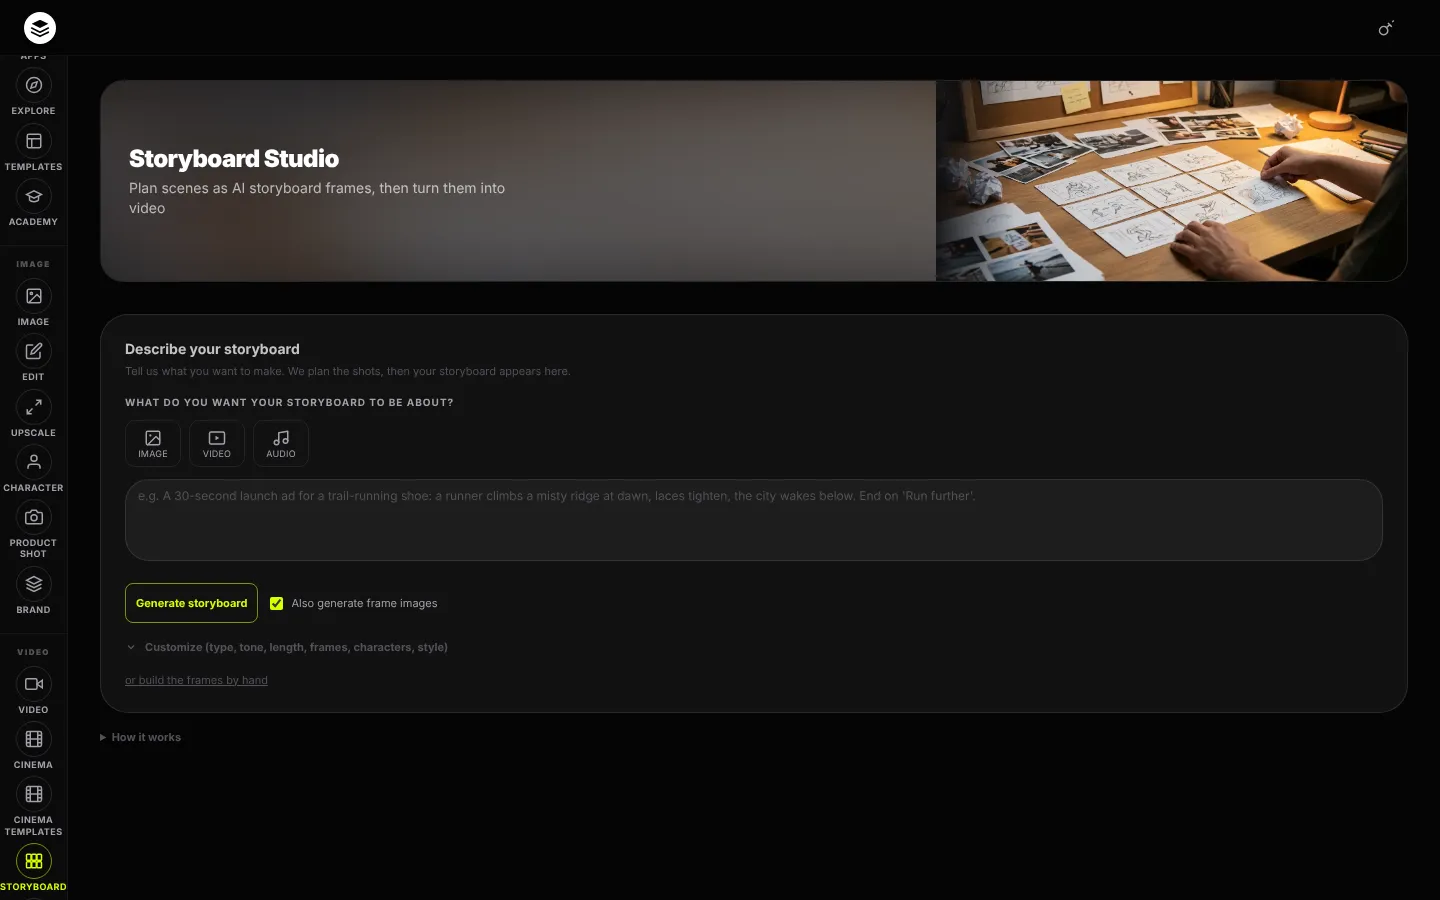 APPS
EXPLORE
TEMPLATES
ACADEMY
IMAGE
IMAGE
EDIT
UPSCALE
CHARACTER
PRODUCT
SHOT
BRAND
VIDEO
VIDEO
CINEMA
CINEMA
TEMPLATES
STORYBOARD
Storyboard Studio
Plan scenes as AI storyboard frames, then turn them into
video
Describe your storyboard
Tell us what you want to make. We plan the shots, then your storyboard appears here.
WHAT DO YOU WANT YOUR STORYBOARD TO BE ABOUT?
IMAGE
VIDEO
AUDIO
e.g. A 30-second launch ad for a trail-running shoe: a runner climbs a misty ridge at dawn, laces tighten, the city wakes below. End on 'Run further'.
Generate storyboard
Also generate frame images
Customize (type, tone, length, frames, characters, style)
or build the frames by hand
How it works